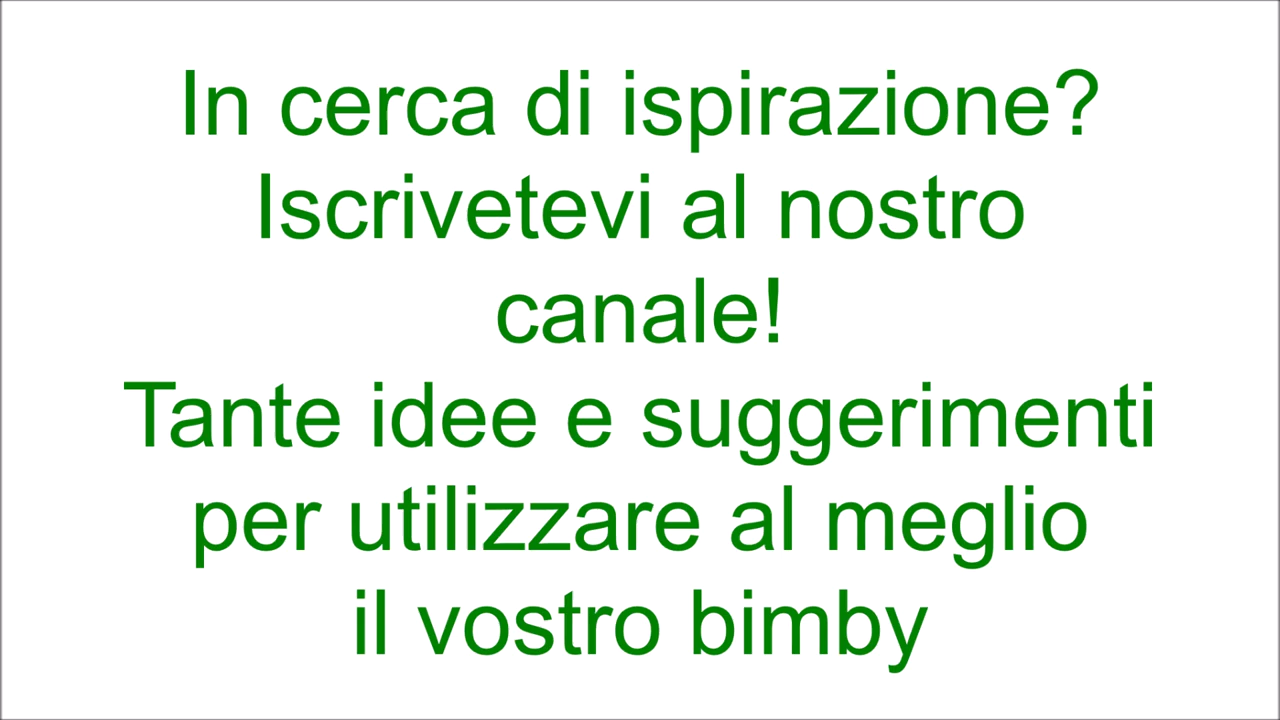 In cerca di ispirazione?
Iscrivetevi al nostro
canale!
Tante idee e suggerimenti
per utilizzare al meglio
il vostro bimby